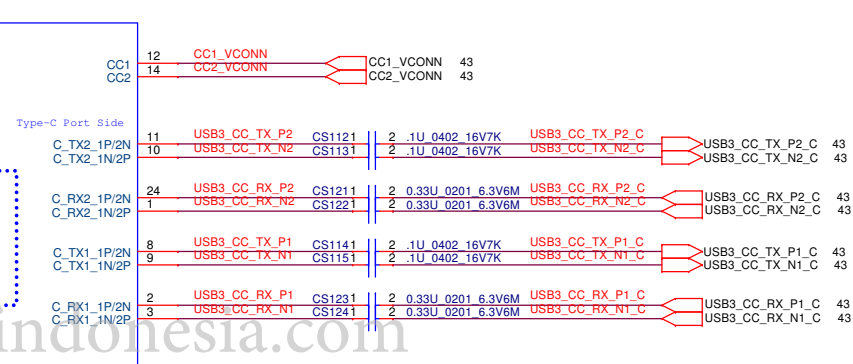 CC1 12 CC1_VCONN CC1_VCONN 43
CC2 14 CC2_VCONN CC2_VCONN 43
Type-C Port Side
C_TX2_1P/2N 11 USB3_CC_TX_P2 CS112 1 2 .1U_0402_16V7K USB3_CC_TX_P2_C USB3_CC_TX_P2_C 43
C_TX2_1N/2P 10 USB3_CC_TX_N2 CS113 1 2 .1U_0402_16V7K USB3_CC_TX_N2_C USB3_CC_TX_N2_C 43
C_RX2_1P/2N 24 USB3_CC_RX_P2 CS121 1 2 0.33U_0201_6.3V6M USB3_CC_RX_P2_C USB3_CC_RX_P2_C 43
C_RX2_1N/2P 1 USB3_CC_RX_N2 CS122 1 2 0.33U_0201_6.3V6M USB3_CC_RX_N2_C USB3_CC_RX_N2_C 43
C_TX1_1P/2N 8 USB3_CC_TX_P1 CS114 1 2 .1U_0402_16V7K USB3_CC_TX_P1_C USB3_CC_TX_P1_C 43
C_TX1_1N/2P 9 USB3_CC_TX_N1 CS115 1 2 .1U_0402_16V7K USB3_CC_TX_N1_C USB3_CC_TX_N1_C 43
C_RX1_1P/2N 2 USB3_CC_RX_P1 CS123 1 2 0.33U_0201_6.3V6M USB3_CC_RX_P1_C USB3_CC_RX_P1_C 43
C_RX1_1N/2P 3 USB3_CC_RX_N1 CS124 1 2 0.33U_0201_6.3V6M USB3_CC_RX_N1_C USB3_CC_RX_N1_C 43
indonesia.com